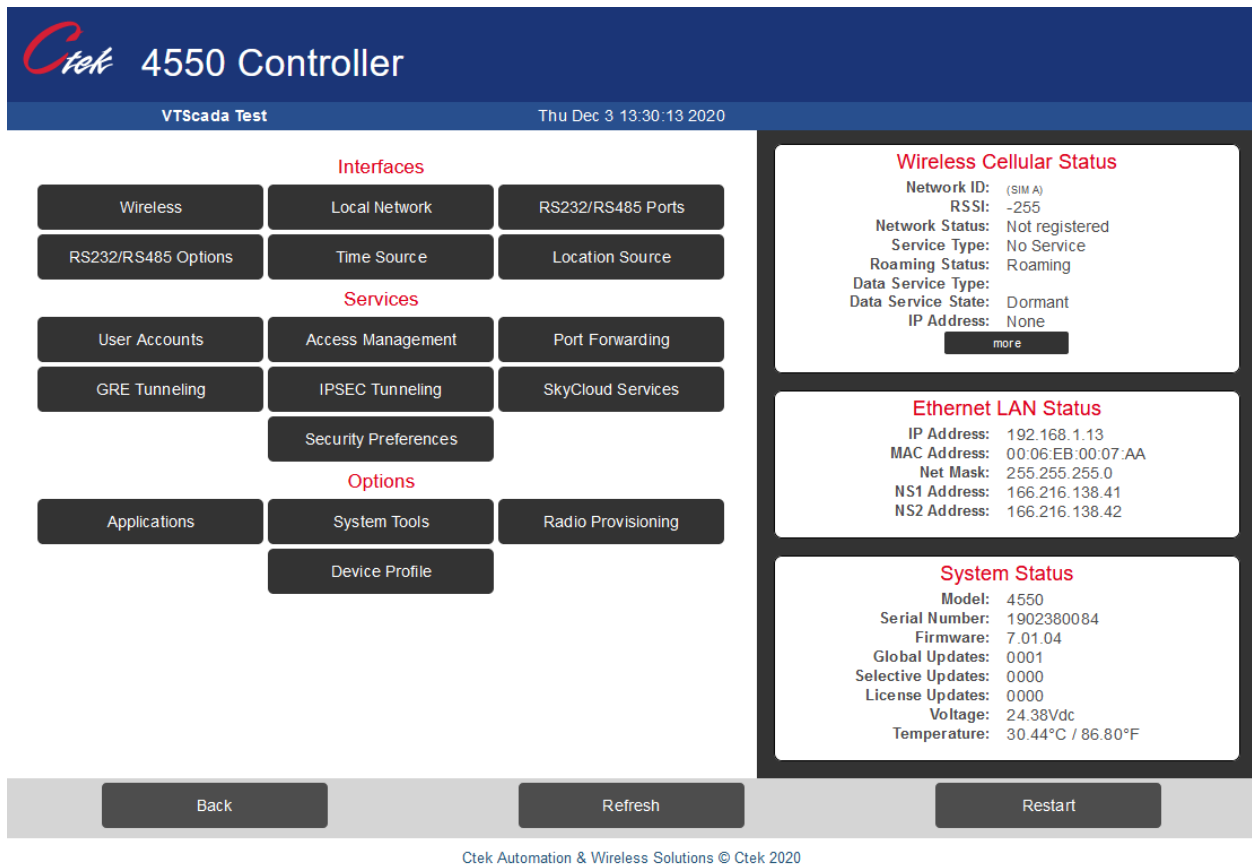 Ctek 4550 Controller
VTScada Test Thu Dec 3 13:30:13 2020
Interfaces
Wireless Local Network RS232/RS485 Ports
RS232/RS485 Options Time Source Location Source
Services
User Accounts Access Management Port Forwarding
GRE Tunneling IPSEC Tunneling SkyCloud Services
Security Preferences
Options
Applications System Tools Radio Provisioning
Device Profile
Wireless Cellular Status
Network ID: (SIM A)
RSSI: -255
Network Status: Not registered
Service Type: No Service
Roaming Status: Roaming
Data Service Type:
Data Service State: Dormant
IP Address: None
more
Ethernet LAN Status
IP Address: 192.168.1.13
MAC Address: 00:06:EB:00:07:AA
Net Mask: 255.255.255.0
NS1 Address: 166.216.138.41
NS2 Address: 166.216.138.42
System Status
Model: 4550
Serial Number: 1902380084
Firmware: 7.01.04
Global Updates: 0001
Selective Updates: 0000
License Updates: 0000
Voltage: 24.38Vdc
Temperature: 30.44°C / 86.80°F
Back Refresh Restart
Ctek Automation & Wireless Solutions © Ctek 2020